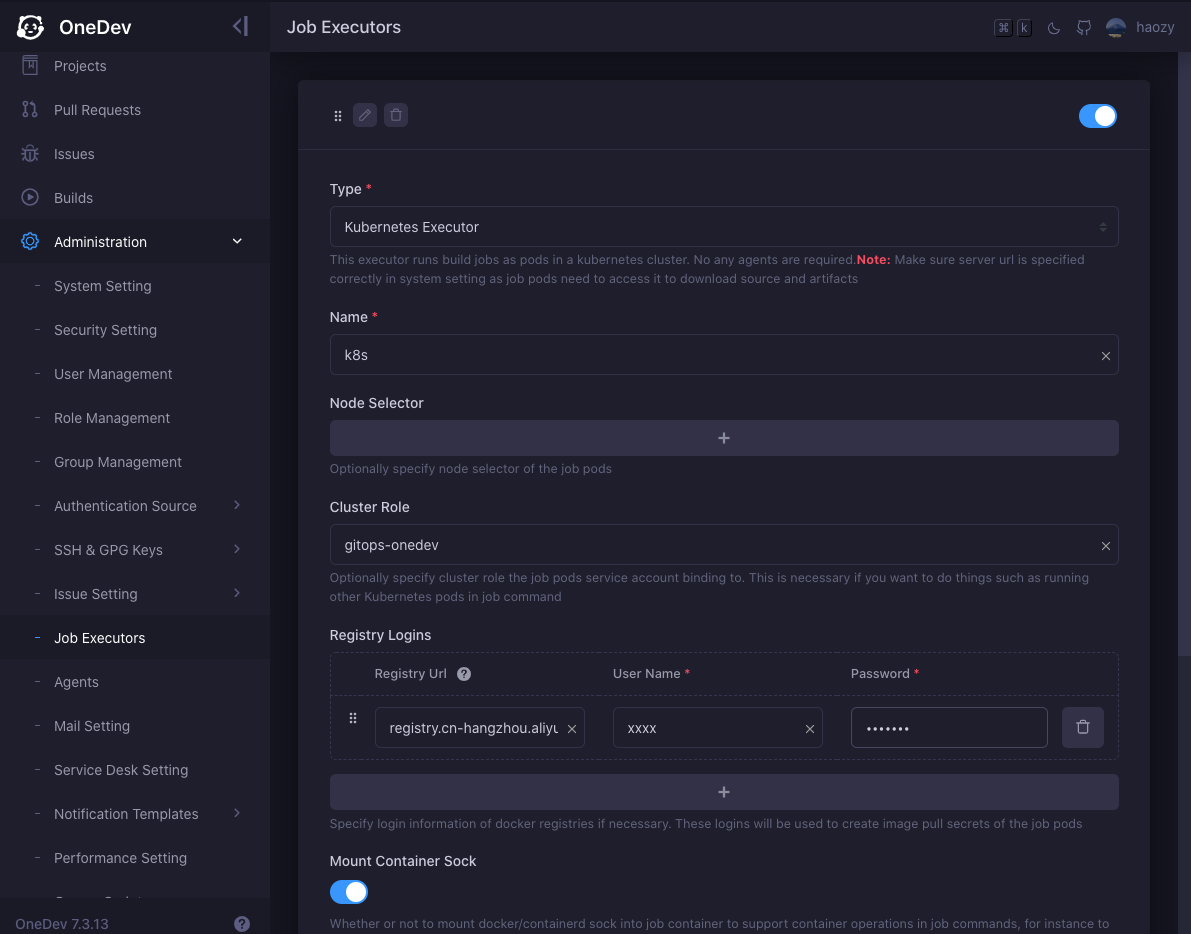 OneDev
Job Executors
⌘ k
haozy
Projects
Pull Requests
Issues
Builds
Administration
- System Setting
- Security Setting
- User Management
- Role Management
- Group Management
- Authentication Source
- SSH & GPG Keys
- Issue Setting
- Job Executors
- Agents
- Mail Setting
- Service Desk Setting
- Notification Templates
- Performance Setting
OneDev 7.3.13
Type *
Kubernetes Executor
This executor runs build jobs as pods in a kubernetes cluster. No any agents are required.Note: Make sure server url is specified
correctly in system setting as job pods need to access it to download source and artifacts
Name *
k8s
Node Selector
+
Optionally specify node selector of the job pods
Cluster Role
gitops-onedev
Optionally specify cluster role the job pods service account binding to. This is necessary if you want to do things such as running
other Kubernetes pods in job command
Registry Logins
Registry Url ? User Name * Password *
registry.cn-hangzhou.aliyu xxxx •••••••
+
Specify login information of docker registries if necessary. These logins will be used to create image pull secrets of the job pods
Mount Container Sock
Whether or not to mount docker/containerd sock into job container to support container operations in job commands, for instance to